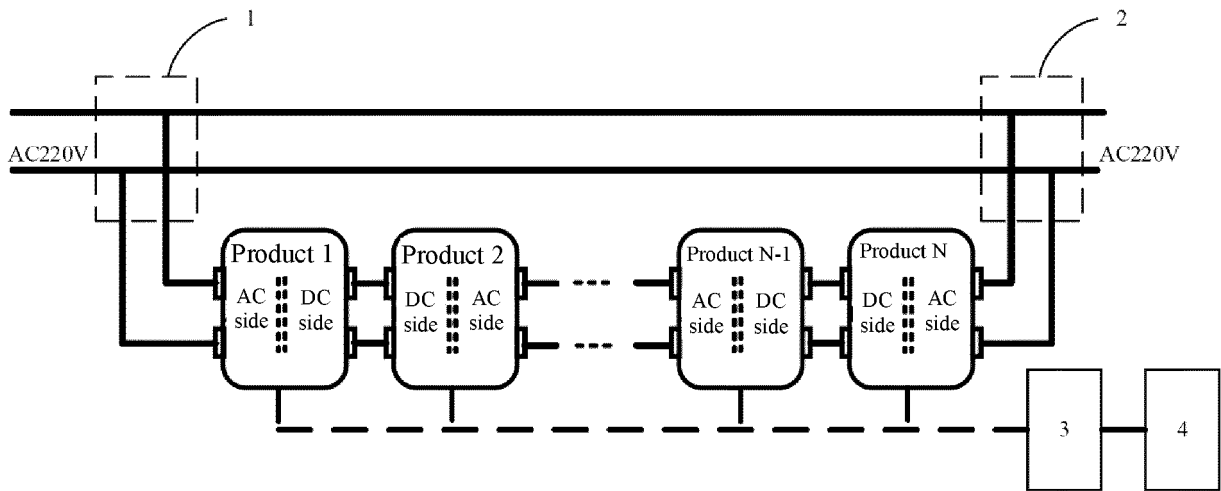 1
2
AC220V
AC220V
Product 1
Product 2
Product N-1
Product N
AC
side
DC
side
DC
side
AC
side
AC
side
DC
side
DC
side
AC
side
3
4